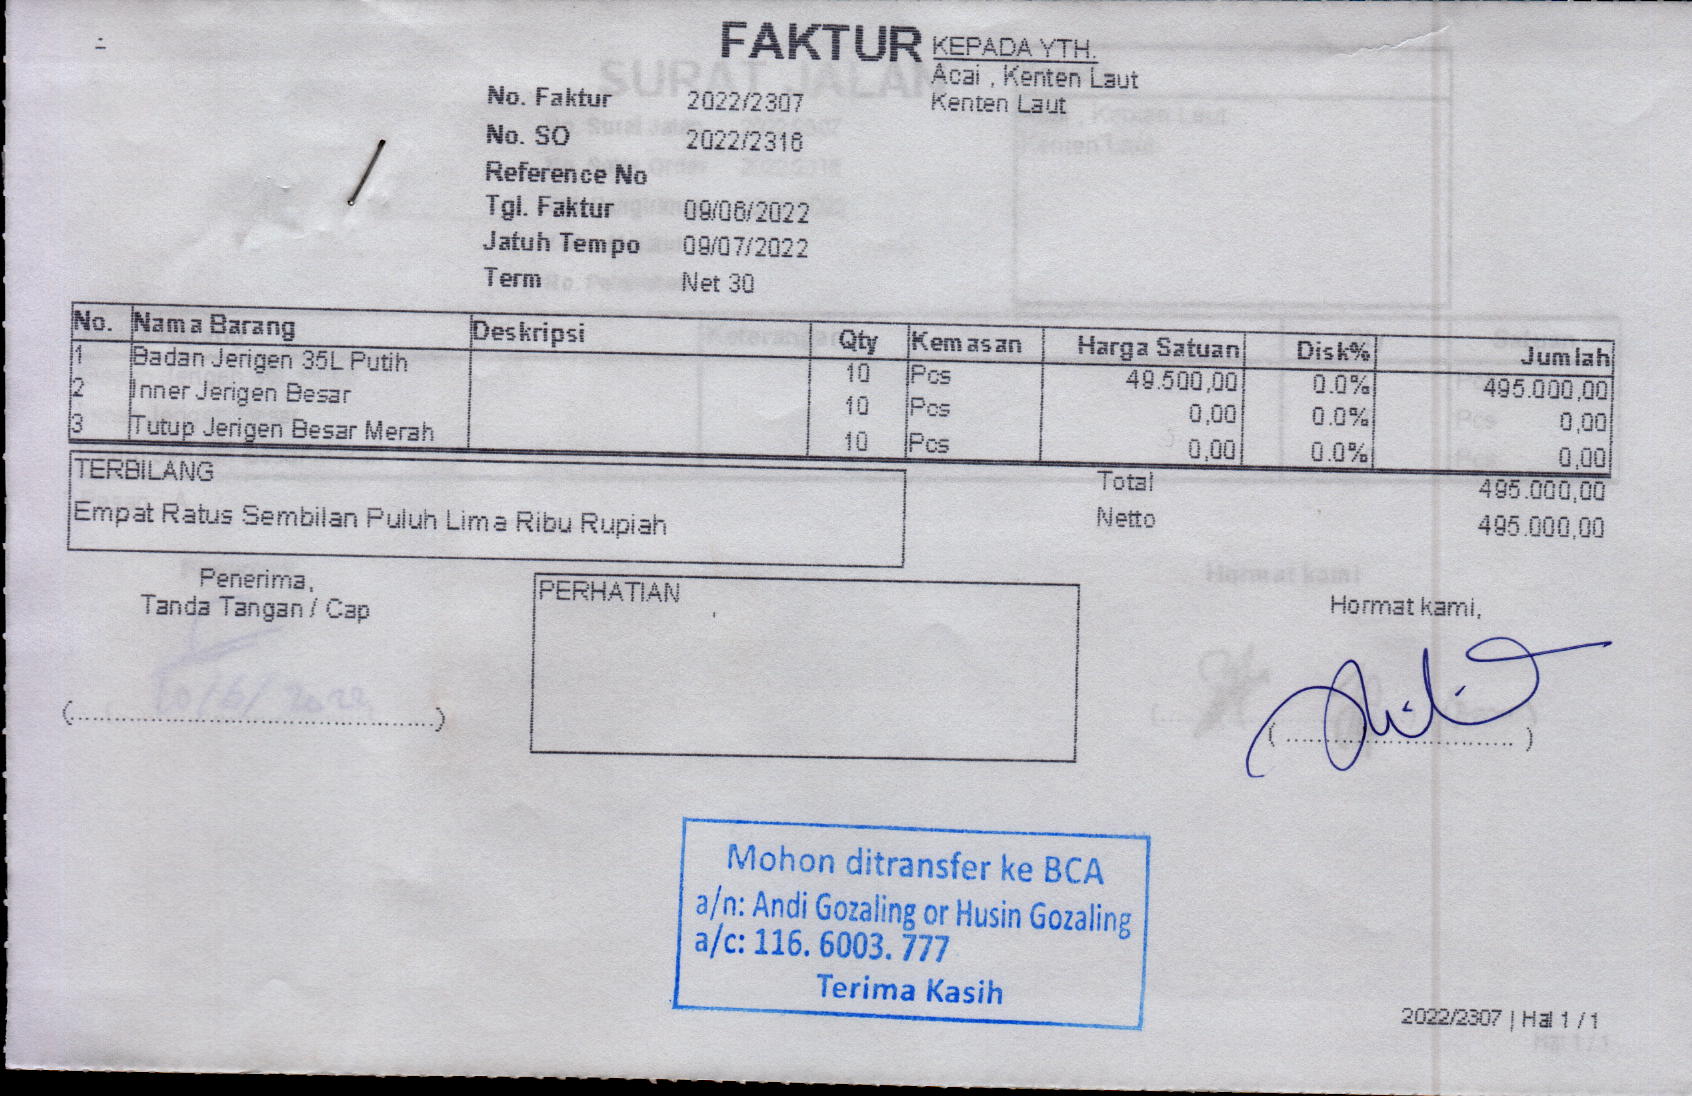 FAKTUR
KEPADA YTH.
Acai , Kenten Laut
Kenten Laut
No. Faktur 2022/2307
No. SO 2022/2316
Reference No
Tgl. Faktur 09/06/2022
Jatuh Tempo 09/07/2022
Term Net 30
No. Nama Barang Deskripsi Qty Kemasan Harga Satuan Disk% Jumlah
1 Badan Jerigen 35L Putih 10 Pcs 49.500,00 0.0% 495.000,00
2 Inner Jerigen Besar 10 Pcs 0,00 0.0% 0,00
3 Tutup Jerigen Besar Merah 10 Pcs 0,00 0.0% 0,00
TERBILANG
Empat Ratus Sembilan Puluh Lima Ribu Rupiah
Total 495.000,00
Netto 495.000,00
Penerima,
Tanda Tangan / Cap
PERHATIAN
Hormat kami,
Mohon ditransfer ke BCA
a/n: Andi Gozaling or Husin Gozaling
a/c: 116. 6003. 777
Terima Kasih
2022/2307 | Hal 1 / 1